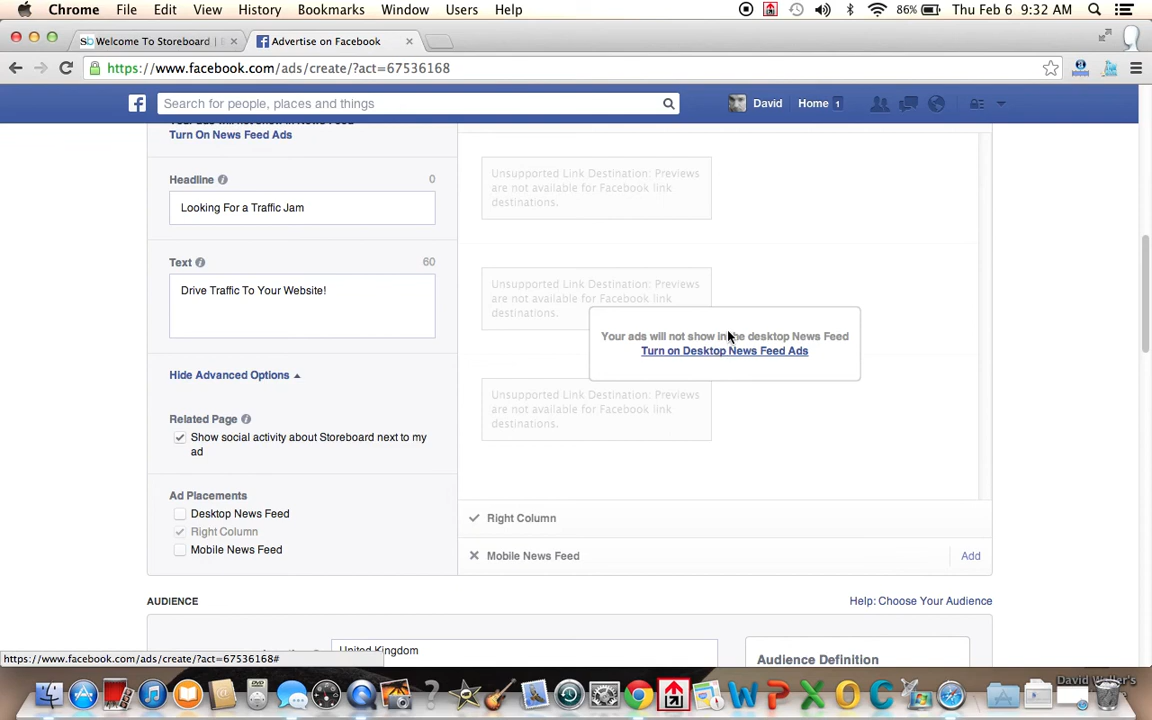 Chrome File Edit View History Bookmarks Window Users Help 86% Thu Feb 6 9:32 AM
Welcome To Storeboard | Advertise on Facebook
https://www.facebook.com/ads/create/?act=67536168
Search for people, places and things David Home 1
Turn On News Feed Ads
Headline 0
Looking For a Traffic Jam
Text 60
Drive Traffic To Your Website!
Hide Advanced Options
Related Page
Show social activity about Storeboard next to my
ad
Ad Placements
Desktop News Feed
Right Column
Mobile News Feed
Unsupported Link Destination: Previews
are not available for Facebook link
destinations.
Unsupported Link Destination: Previews
are not available for Facebook link
destinations.
Your ads will not show in the desktop News Feed
Turn on Desktop News Feed Ads
Unsupported Link Destination: Previews
are not available for Facebook link
destinations.
Right Column
Mobile News Feed Add
AUDIENCE Help: Choose Your Audience
United Kingdom
Audience Definition
https://www.facebook.com/ads/create/?act=67536168#